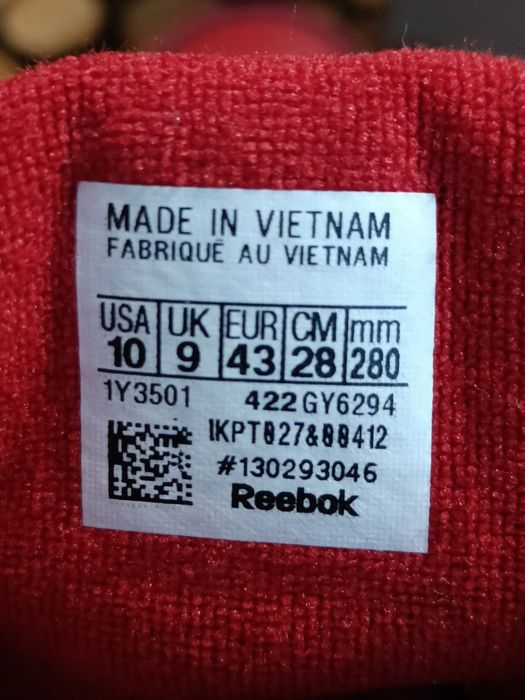 MADE IN VIETNAM
FABRIQUÉ AU VIETNAM
USA UK EUR CM mm
10 9 43 28 280
1Y3501 422 GY6294
#130293046
Reebok